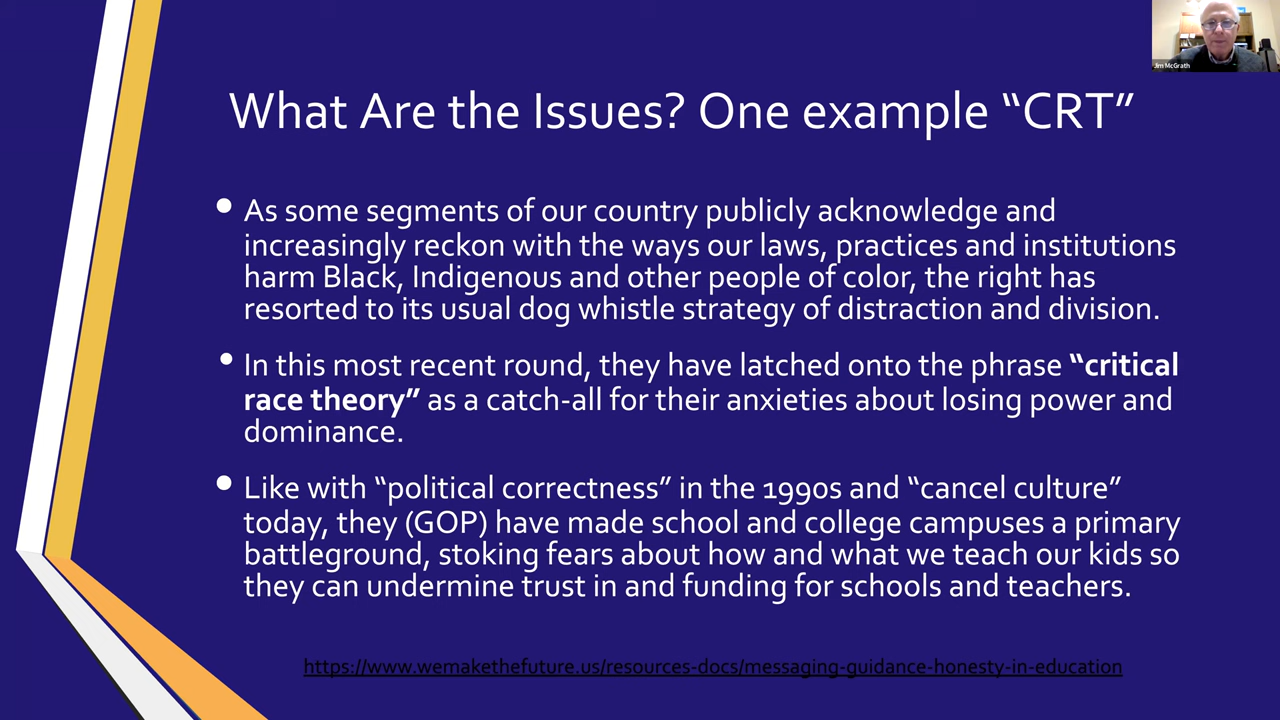 Jim McGrath
What Are the Issues? One example “CRT”
• As some segments of our country publicly acknowledge and
increasingly reckon with the ways our laws, practices and institutions
harm Black, Indigenous and other people of color, the right has
resorted to its usual dog whistle strategy of distraction and division.
• In this most recent round, they have latched onto the phrase “critical
race theory” as a catch-all for their anxieties about losing power and
dominance.
• Like with “political correctness” in the 1990s and “cancel culture”
today, they (GOP) have made school and college campuses a primary
battleground, stoking fears about how and what we teach our kids so
they can undermine trust in and funding for schools and teachers.
https://www.wemakethefuture.us/resources-docs/messaging-guidance-honesty-in-education